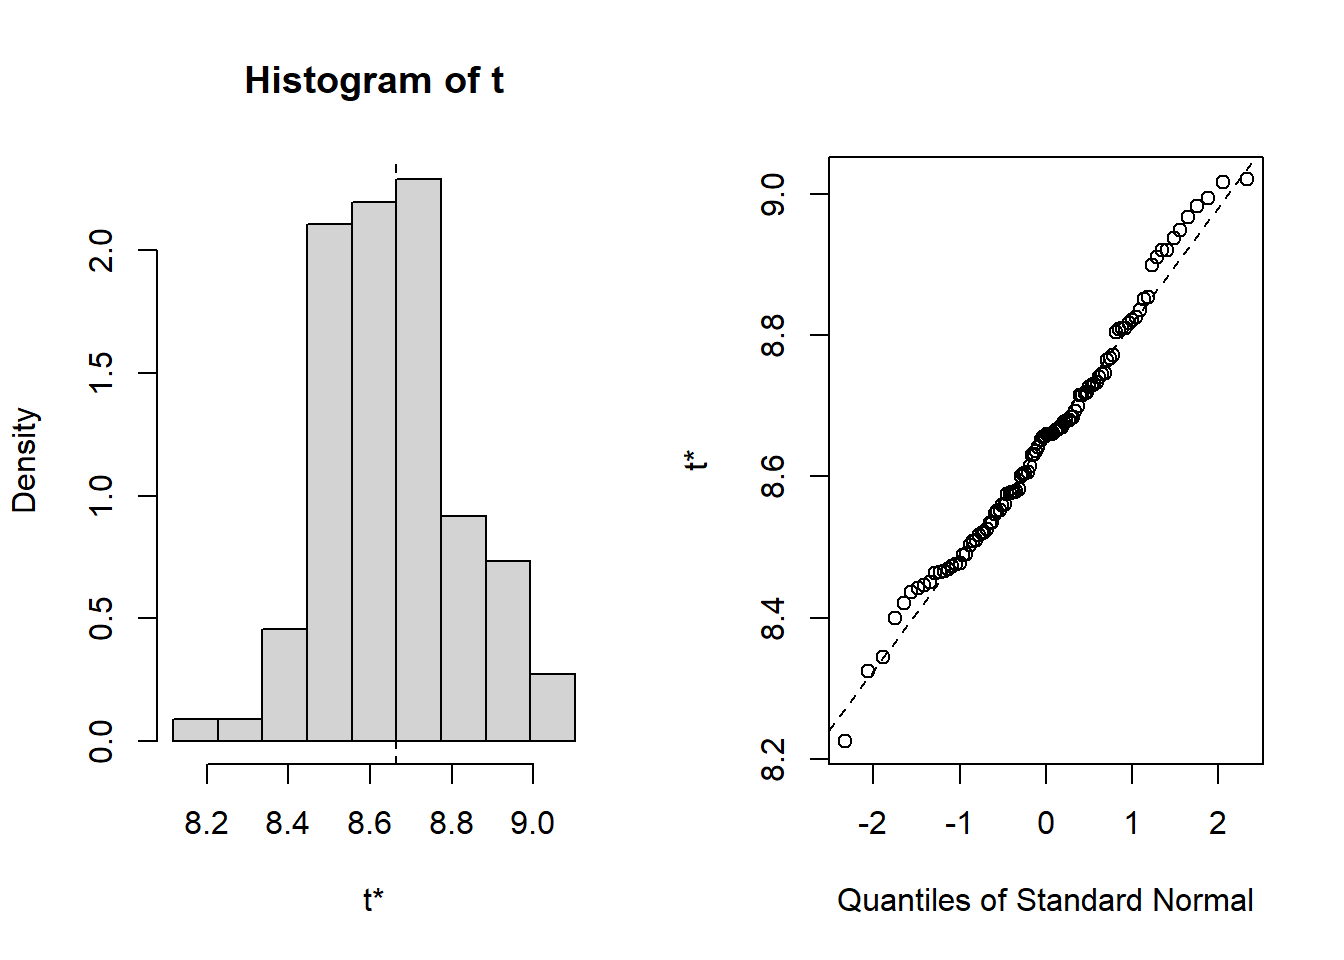 Histogram of t
Density
0.0 0.5 1.0 1.5 2.0
8.2 8.4 8.6 8.8 9.0
t*
t*
8.2 8.4 8.6 8.8 9.0
-2 -1 0 1 2
Quantiles of Standard Normal